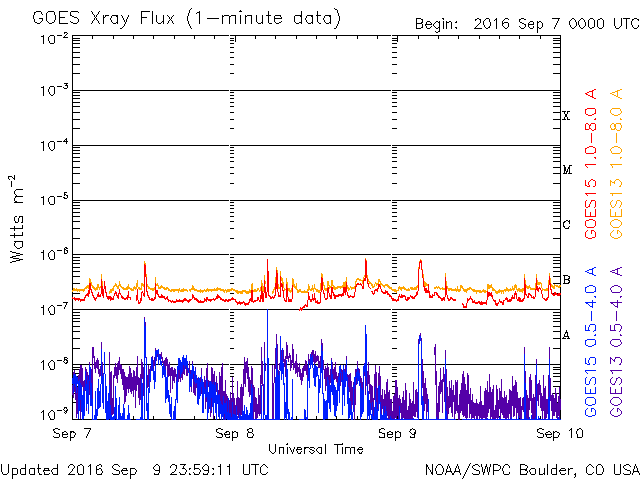 GOES Xray Flux (1-minute data)
Begin: 2016 Sep 7 0000 UTC
10⁻²
10⁻³
10⁻⁴
10⁻⁵
10⁻⁶
10⁻⁷
10⁻⁸
10⁻⁹
Watts m⁻²
X
M
C
B
A
GOES15 1.0-8.0 A
GOES13 1.0-8.0 A
GOES15 0.5-4.0 A
GOES13 0.5-4.0 A
Sep 7
Sep 8
Sep 9
Sep 10
Universal Time
Updated 2016 Sep 9 23:59:11 UTC
NOAA/SWPC Boulder, CO USA